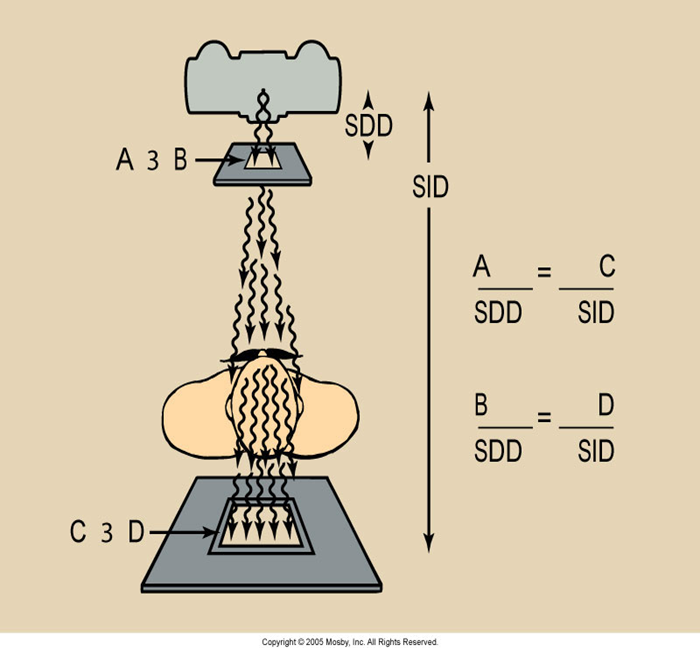 SDD
A 3 B
SID
A = C
SDD SID
B = D
SDD SID
C 3 D
Copyright © 2005 Mosby, Inc. All Rights Reserved.